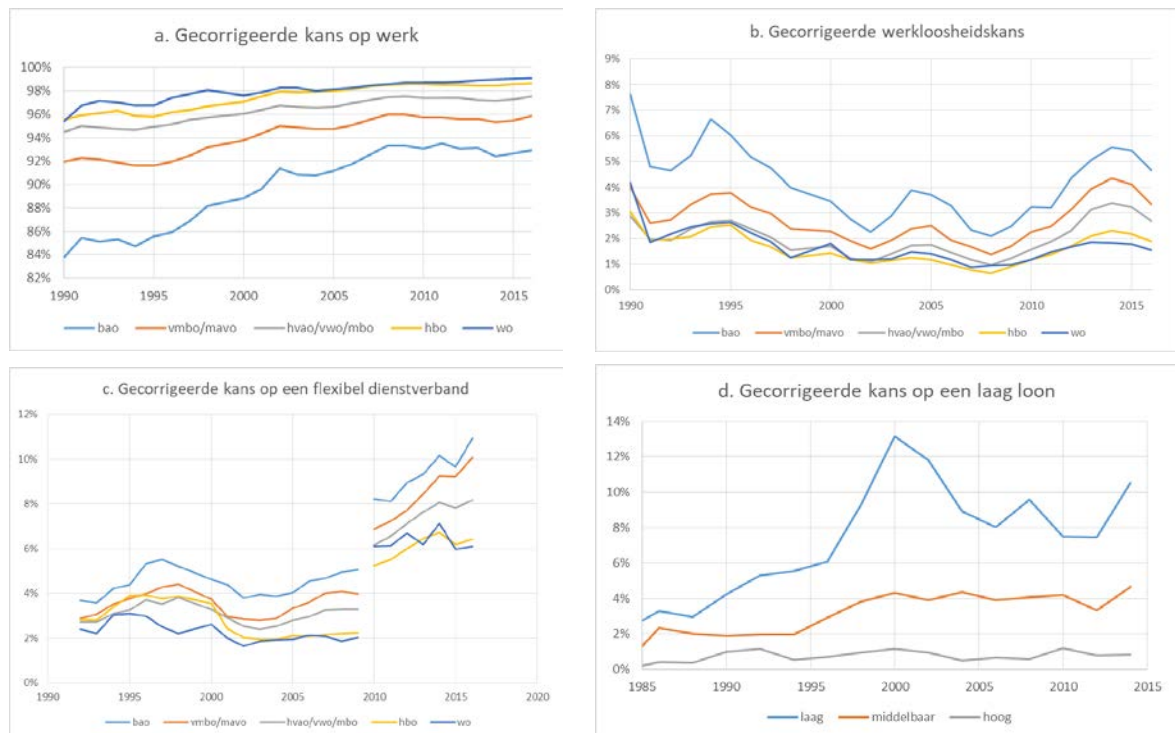 a. Gecorrigeerde kans op werk
100%
98%
96%
94%
92%
90%
88%
86%
84%
82%
1990 1995 2000 2005 2010 2015
bao vmbo/mavo hvao/vwo/mbo hbo wo
b. Gecorrigeerde werkloosheidskans
9%
8%
7%
6%
5%
4%
3%
2%
1%
0%
1990 1995 2000 2005 2010 2015
bao vmbo/mavo hvao/vwo/mbo hbo wo
c. Gecorrigeerde kans op een flexibel dienstverband
12%
10%
8%
6%
4%
2%
0%
1990 1995 2000 2005 2010 2015 2020
bao vmbo/mavo hvao/vwo/mbo hbo wo
d. Gecorrigeerde kans op een laag loon
14%
12%
10%
8%
6%
4%
2%
0%
1985 1990 1995 2000 2005 2010 2015
laag middelbaar hoog